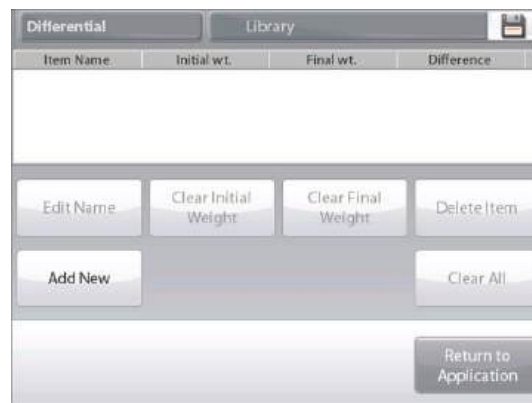 Differential Library
Item Name Initial wt. Final wt. Difference
Edit Name Clear Initial Weight Clear Final Weight Delete Item
Add New Clear All
Return to Application